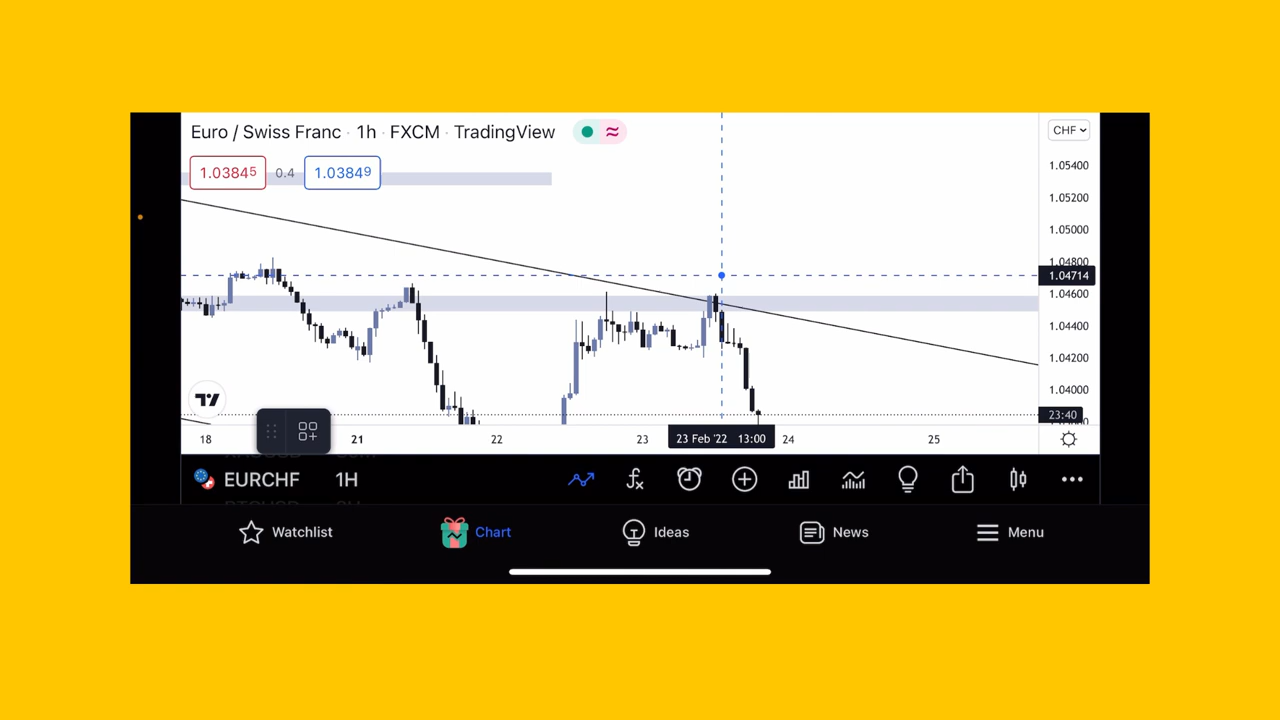 Euro / Swiss Franc · 1h · FXCM · TradingView
CHF
1.03845 0.4 1.03849
1.05400
1.05200
1.05000
1.04800
1.04714
1.04600
1.04400
1.04200
1.04000
23:40
18 21 22 23 23 Feb '22 13:00 24 25
EURCHF 1H
Watchlist Chart Ideas News Menu